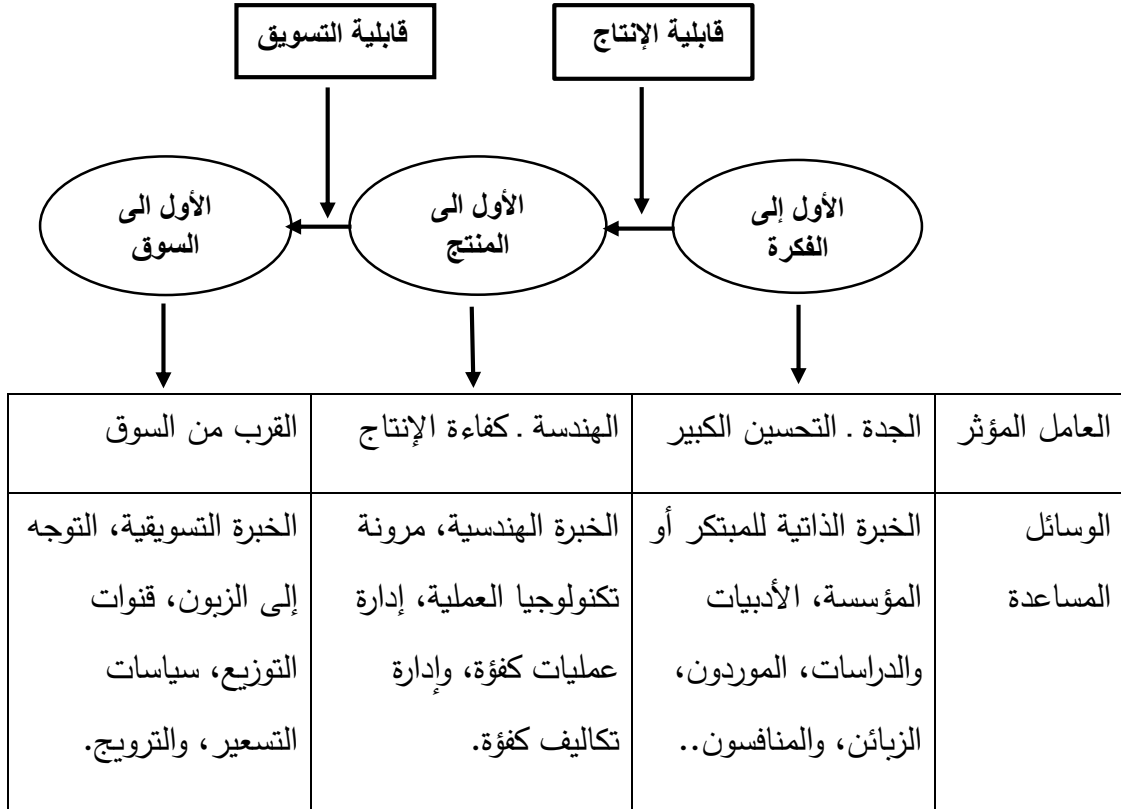 قابلية الإنتاج
قابلية التسويق
الأول إلى
الفكرة
الأول الى
المنتج
الأول الى
السوق
العامل المؤثر
الجدة . التحسين الكبير
الهندسة . كفاءة الإنتاج
القرب من السوق
الوسائل
المساعدة
الخبرة الذاتية للمبتكر أو
المؤسسة، الأدبيات
والدراسات، الموردون،
الزبائن، والمنافسون..
الخبرة الهندسية، مرونة
تكنولوجيا العملية، إدارة
عمليات كفؤة، وإدارة
تكاليف كفؤة.
الخبرة التسويقية، التوجه
إلى الزبون، قنوات
التوزيع، سياسات
التسعير، والترويج.